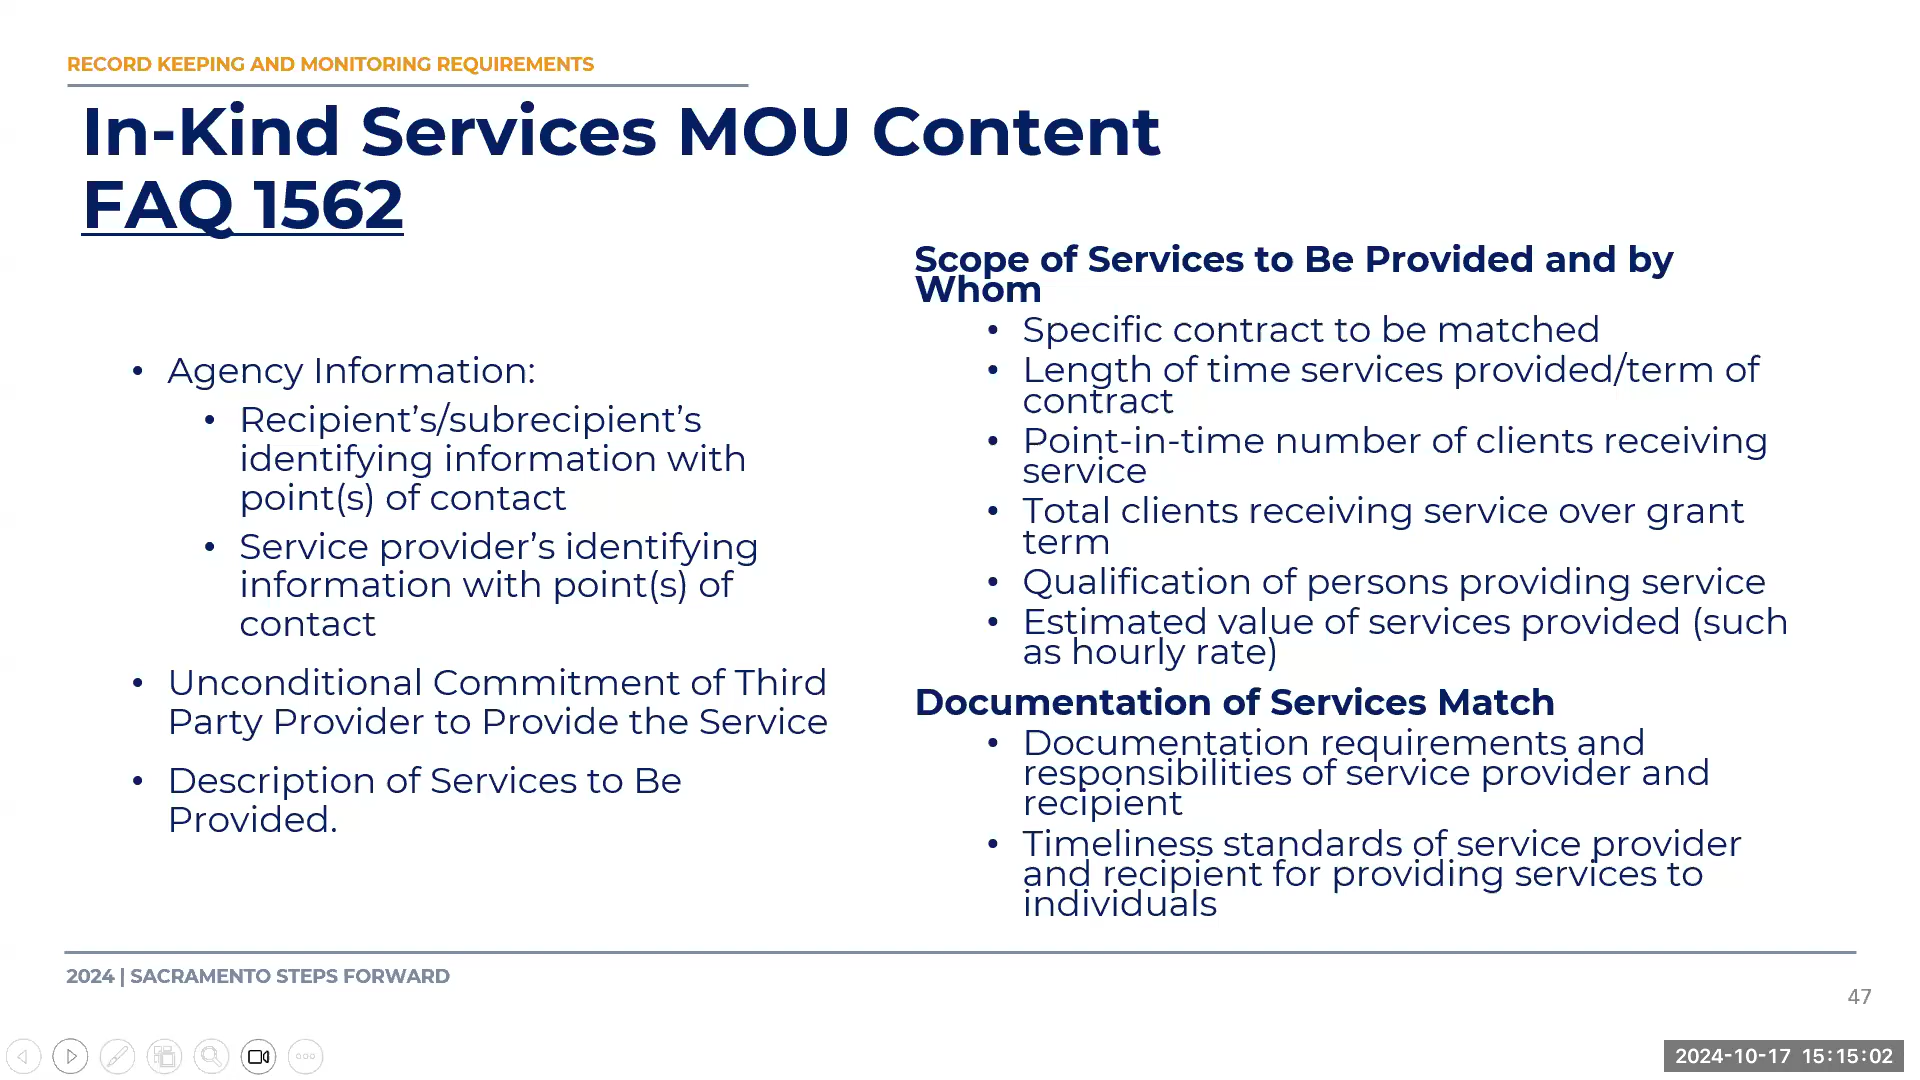 RECORD KEEPING AND MONITORING REQUIREMENTS
In-Kind Services MOU Content
FAQ 1562
• Agency Information:
• Recipient’s/subrecipient’s
identifying information with
point(s) of contact
• Service provider’s identifying
information with point(s) of
contact
• Unconditional Commitment of Third
Party Provider to Provide the Service
• Description of Services to Be
Provided.
Scope of Services to Be Provided and by
Whom
• Specific contract to be matched
• Length of time services provided/term of
contract
• Point-in-time number of clients receiving
service
• Total clients receiving service over grant
term
• Qualification of persons providing service
• Estimated value of services provided (such
as hourly rate)
Documentation of Services Match
• Documentation requirements and
responsibilities of service provider and
recipient
• Timeliness standards of service provider
and recipient for providing services to
individuals
2024 | SACRAMENTO STEPS FORWARD
47
2024-10-17 15:15:02